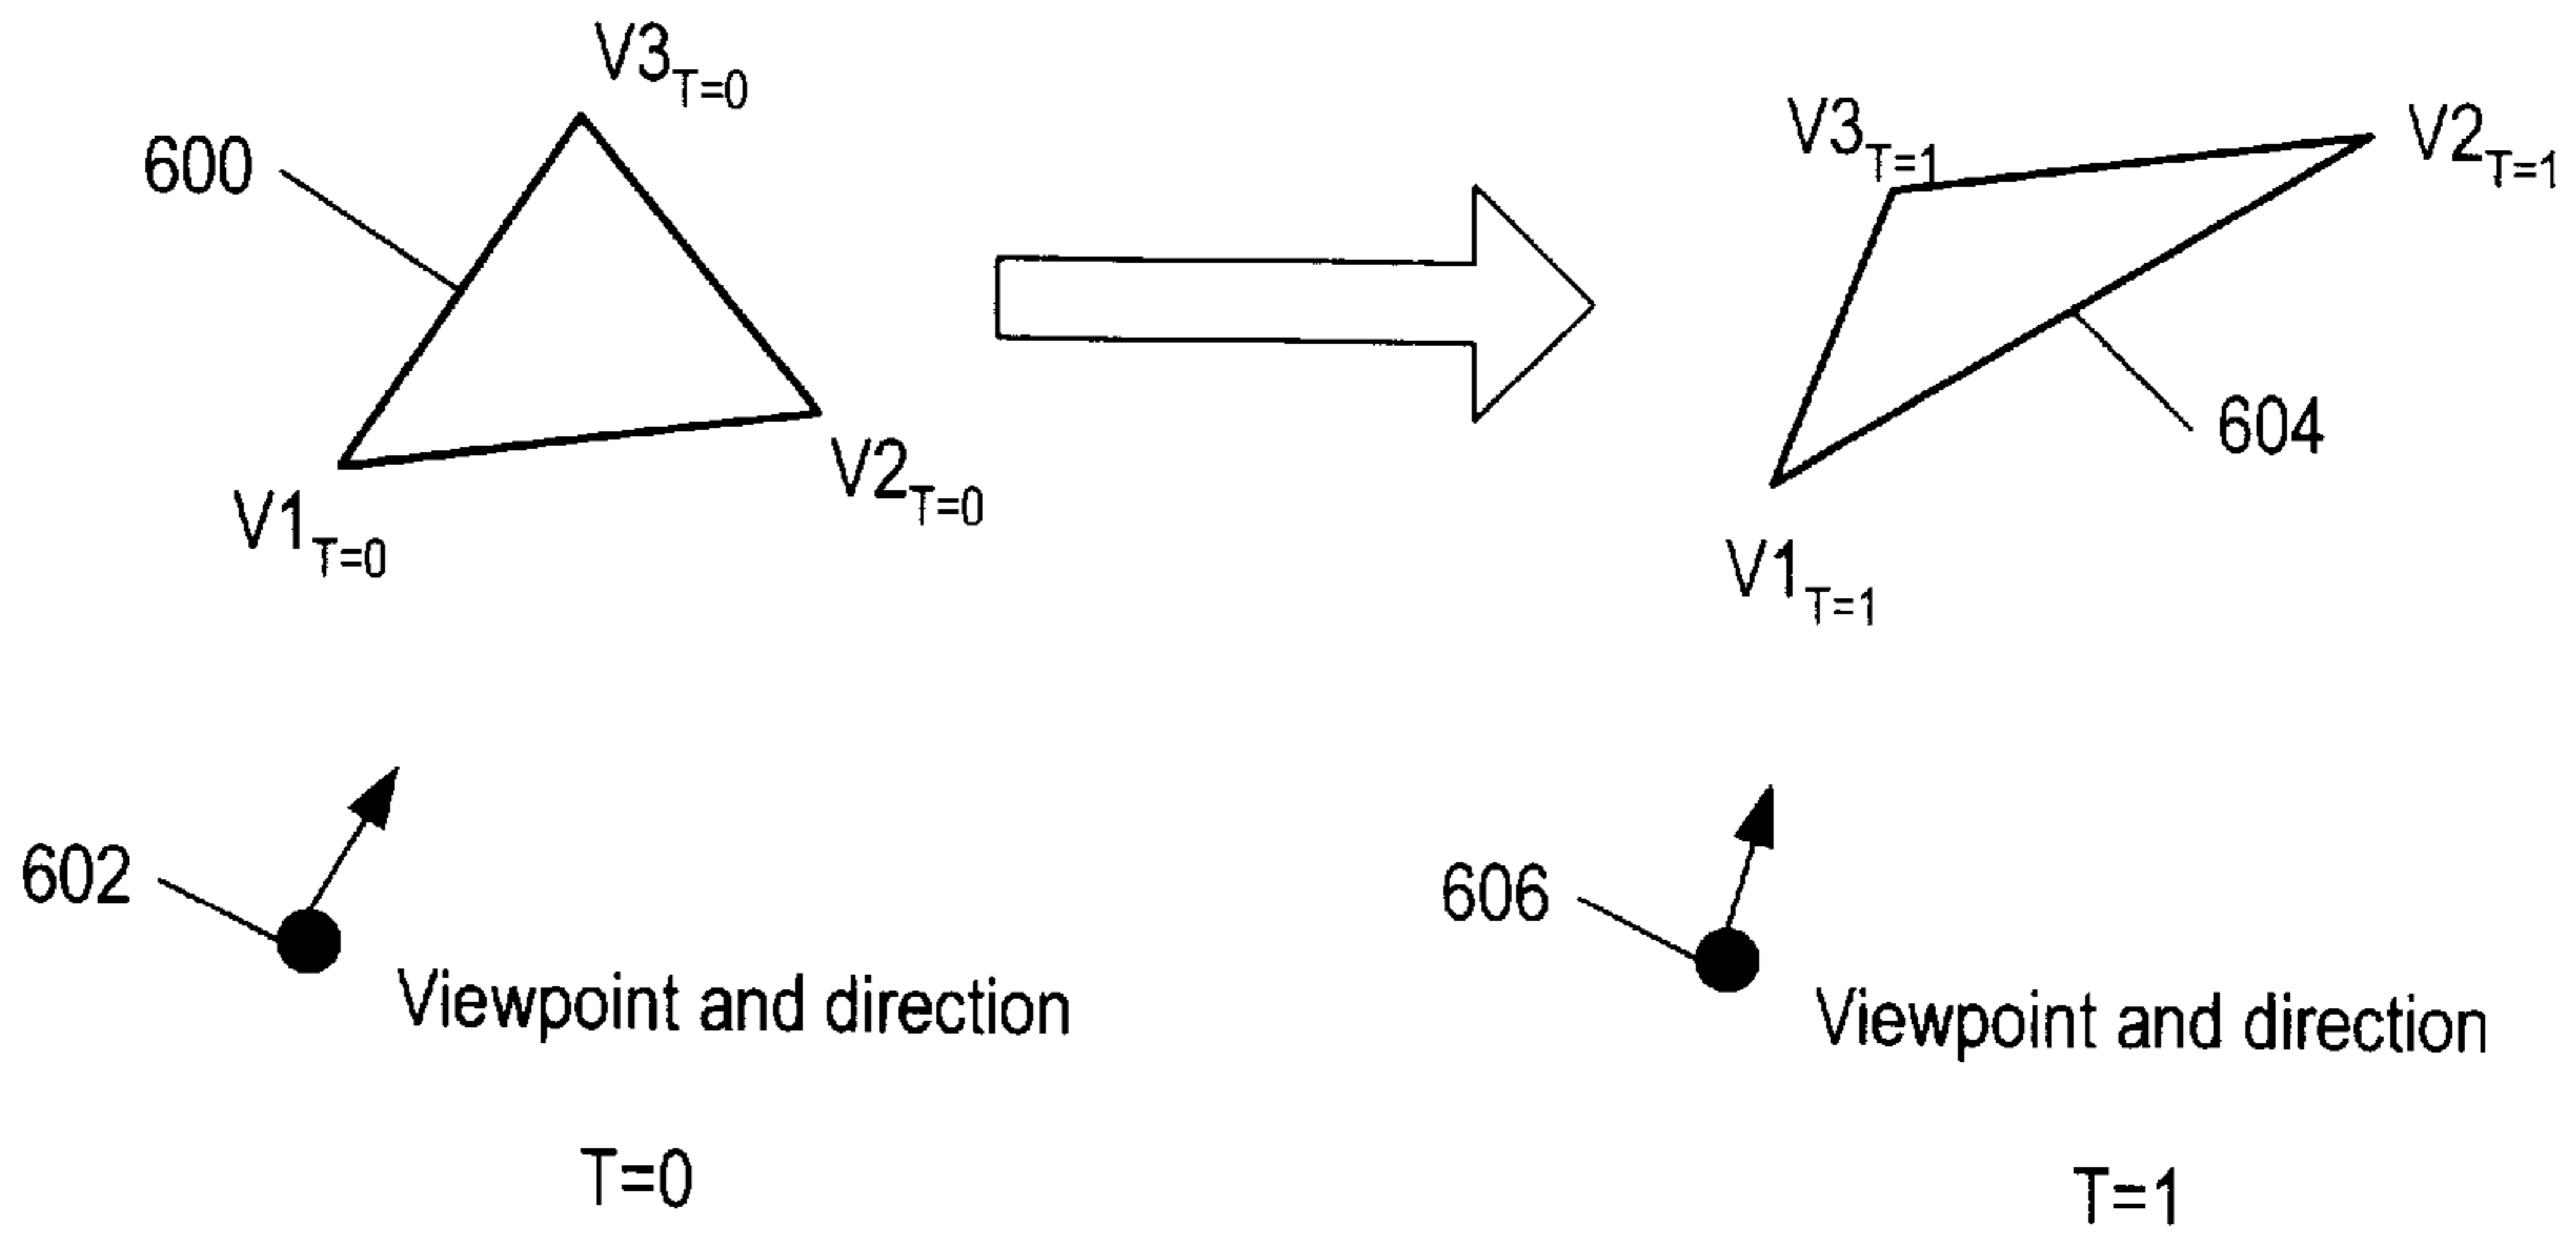 V3T=0
600
V1T=0
V2T=0
V3T=1
V2T=1
604
V1T=1
602
Viewpoint and direction
T=0
606
Viewpoint and direction
T=1